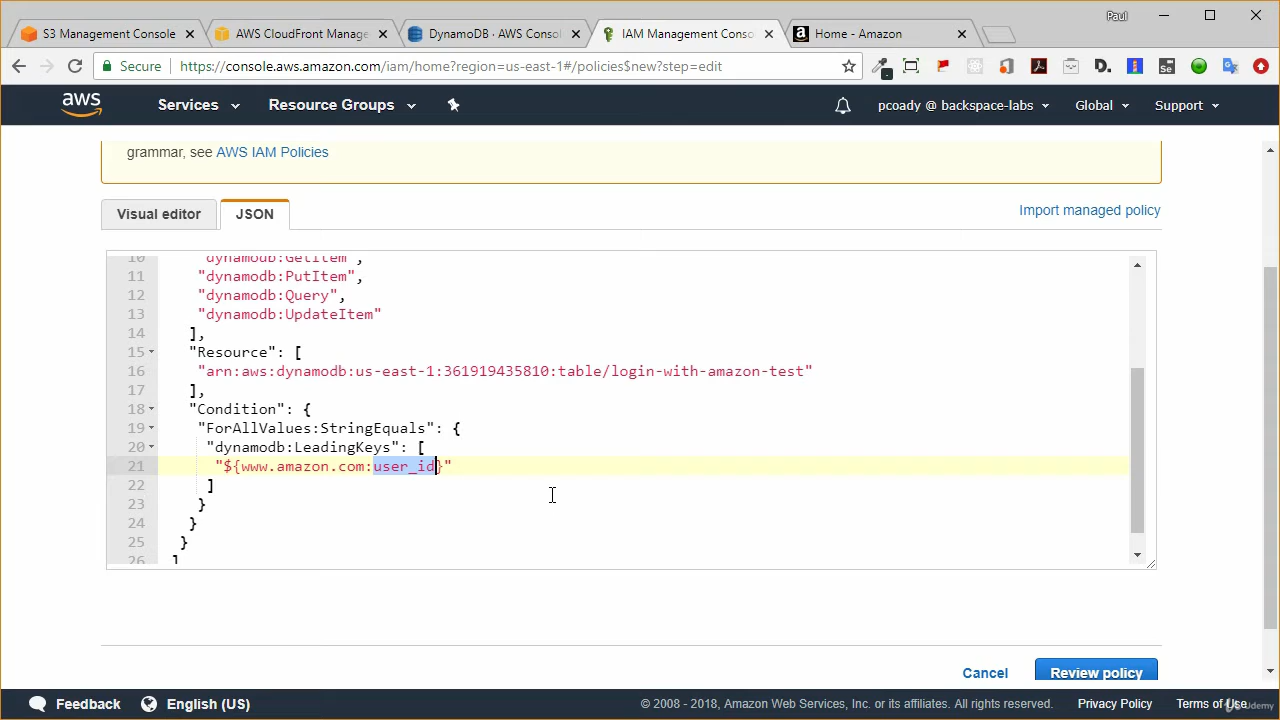 Paul
S3 Management Console
AWS CloudFront Manage
DynamoDB · AWS Consol
IAM Management Conso
Home - Amazon
Secure
https://console.aws.amazon.com/iam/home?region=us-east-1#/policies$new?step=edit
aws
Services
Resource Groups
pcoady @ backspace-labs
Global
Support
grammar, see AWS IAM Policies
Visual editor
JSON
Import managed policy
10 "dynamodb:GetItem",
11 "dynamodb:PutItem",
12 "dynamodb:Query",
13 "dynamodb:UpdateItem"
14 ],
15 "Resource": [
16 "arn:aws:dynamodb:us-east-1:361919435810:table/login-with-amazon-test"
17 ],
18 "Condition": {
19 "ForAllValues:StringEquals": {
20 "dynamodb:LeadingKeys": [
21 "${www.amazon.com:user_id}"
22 ]
23 }
24 }
25 }
26 ]
Cancel
Review policy
Feedback
English (US)
© 2008 - 2018, Amazon Web Services, Inc. or its affiliates. All rights reserved.
Privacy Policy
Terms of Use
Udemy